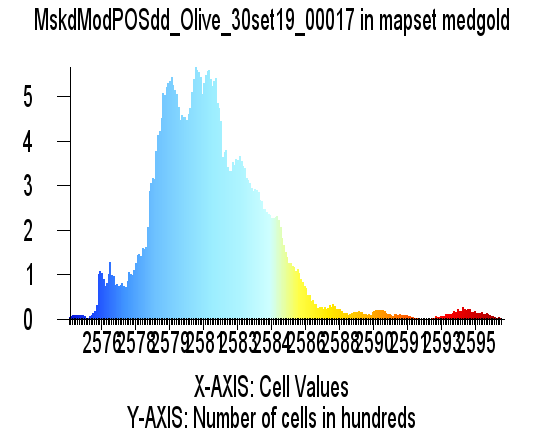 MskdModPOSdd_Olive_30set19_00017 in mapset medgold
5
4
3
2
1
0
2576 2578 2579 2581 2583 2584 2586 2588 2590 2591 2593 2595
X-AXIS: Cell Values
Y-AXIS: Number of cells in hundreds